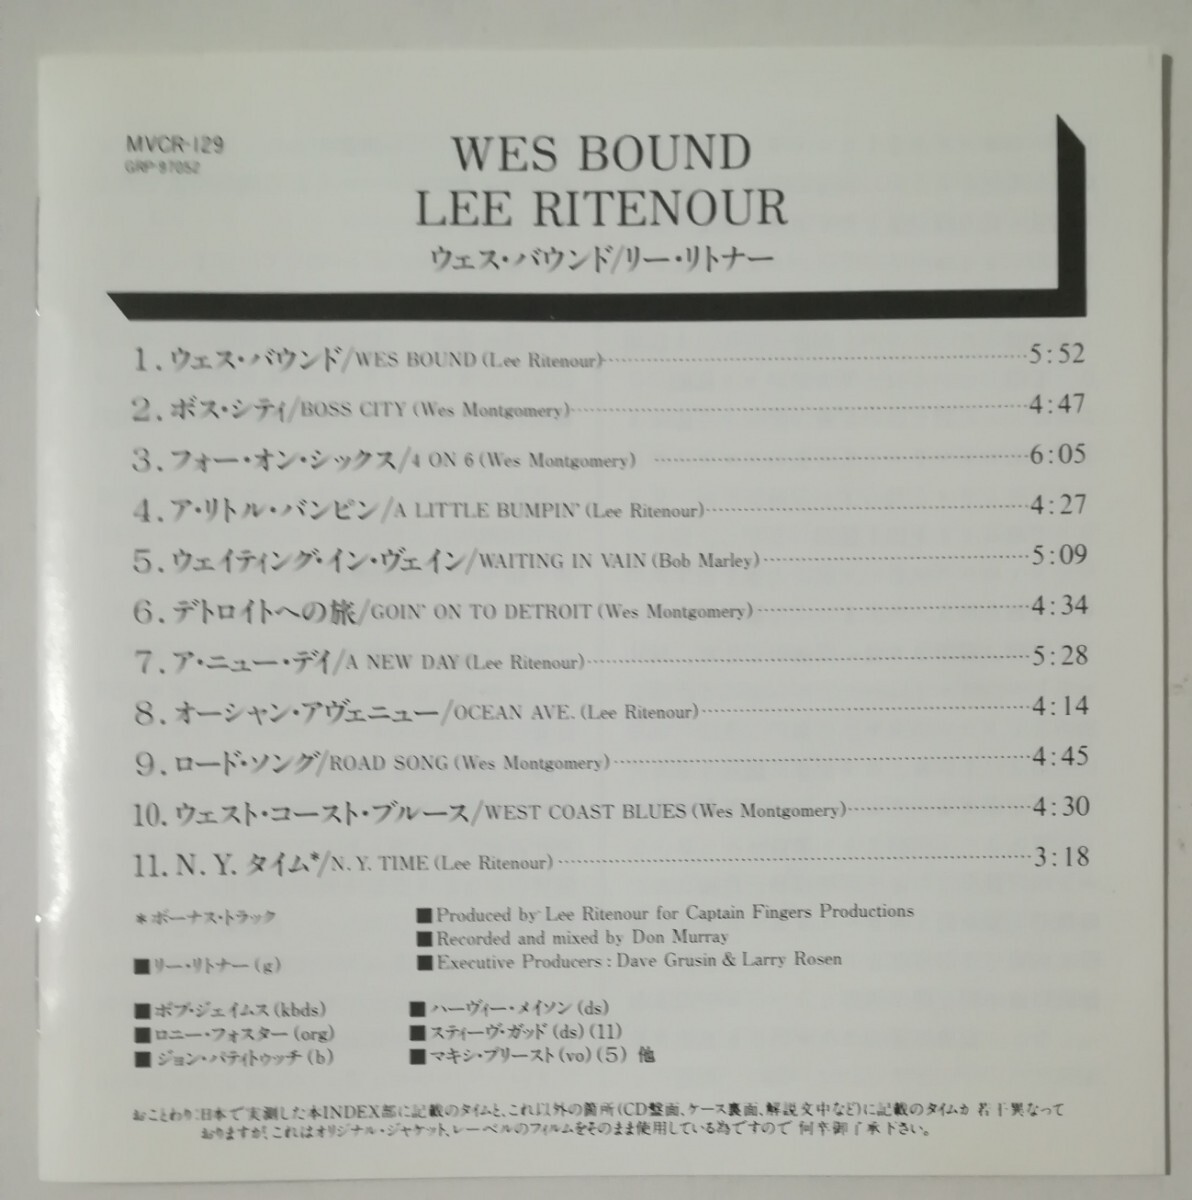 MVCR-129
GRP-97052
WES BOUND
LEE RITENOUR
ウェス・バウンド/リー・リトナー
1. ウェス・バウンド/WES BOUND (Lee Ritenour) 5:52
2. ボス・シティ/BOSS CITY (Wes Montgomery) 4:47
3. フォー・オン・シックス/4 ON 6 (Wes Montgomery) 6:05
4. ア・リトル・バンピン/A LITTLE BUMPIN' (Lee Ritenour) 4:27
5. ウェイティング・イン・ヴェイン/WAITING IN VAIN (Bob Marley) 5:09
6. デトロイトへの旅/GOIN' ON TO DETROIT (Wes Montgomery) 4:34
7. ア・ニュー・デイ/A NEW DAY (Lee Ritenour) 5:28
8. オーシャン・アヴェニュー/OCEAN AVE. (Lee Ritenour) 4:14
9. ロード・ソング/ROAD SONG (Wes Montgomery) 4:45
10. ウェスト・コースト・ブルース/WEST COAST BLUES (Wes Montgomery) 4:30
11. N. Y. タイム*/N. Y. TIME (Lee Ritenour) 3:18
*ボーナス・トラック
■Produced by Lee Ritenour for Captain Fingers Productions
■Recorded and mixed by Don Murray
■Executive Producers : Dave Grusin & Larry Rosen
■リー・リトナー (g)
■ボブ・ジェイムス (kbds)
■ロニー・フォスター (org)
■ジョン・パティトゥッチ (b)
■ハーヴィー・メイソン (ds)
■スティーヴ・ガッド (ds) (11)
■マキシ・プリースト (vo) (5) 他
おことわり:日本で実測した本INDEX部に記載のタイムと、これ以外の箇所(CD盤面、ケース裏面、解説文中など)に記載のタイムが若干異なって
おりますが、これはオリジナル・ジャケット、レーベルのフィルムをそのまま使用している為ですので何卒御了承下さい。